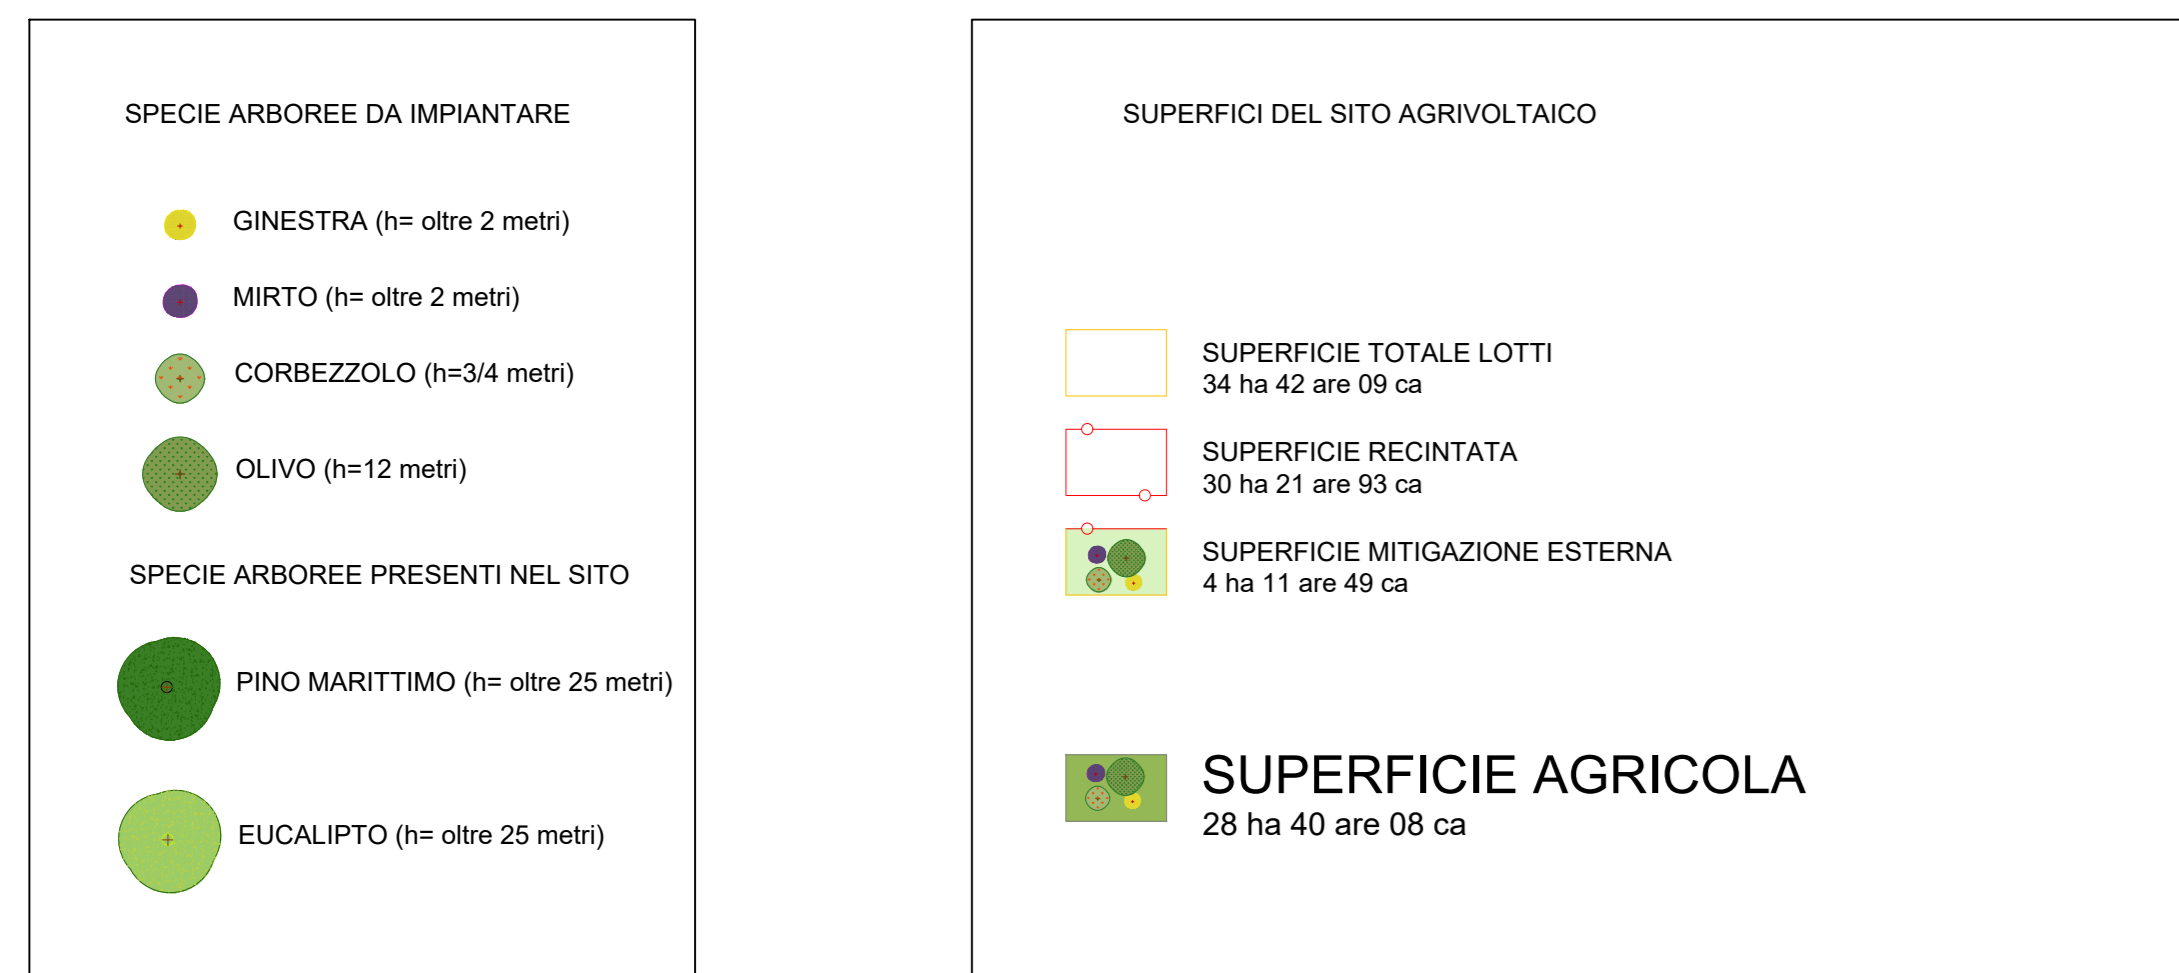 SPECIE ARBOREE DA IMPIANTARE
GINESTRA (h= oltre 2 metri)
MIRTO (h= oltre 2 metri)
CORBEZZOLO (h=3/4 metri)
OLIVO (h=12 metri)
SPECIE ARBOREE PRESENTI NEL SITO
PINO MARITTIMO (h= oltre 25 metri)
EUCALIPTO (h= oltre 25 metri)
SUPERFICI DEL SITO AGRIVOLTAICO
SUPERFICIE TOTALE LOTTI
34 ha 42 are 09 ca
SUPERFICIE RECINTATA
30 ha 21 are 93 ca
SUPERFICIE MITIGAZIONE ESTERNA
4 ha 11 are 49 ca
SUPERFICIE AGRICOLA
28 ha 40 are 08 ca